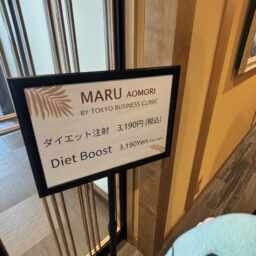 MARU AOMORI
BY TOKYO BUSINESS CLINIC
ダイエット注射 3,190円(税込)
Diet Boost 3,190Yen